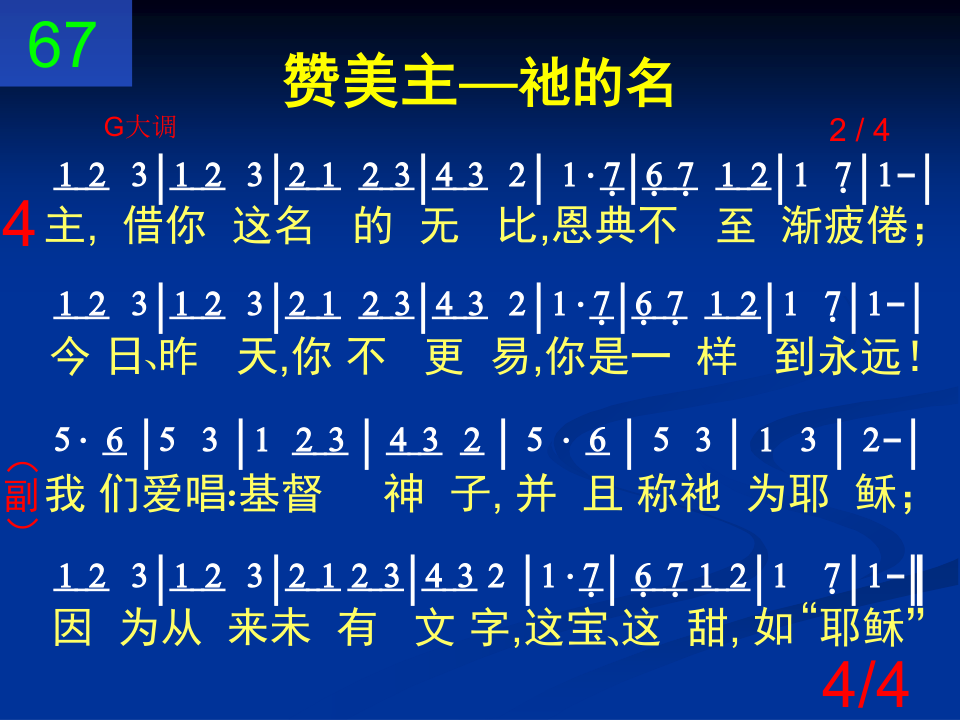 67
赞美主—祂的名
G大调 2 / 4
1 2 3|1 2 3|2 1 2 3|4 3 2|1·7̣|6̣ 7̣ 1 2|1 7̣|1-|
4 主, 借你 这名 的 无 比,恩典不 至 渐疲倦;
1 2 3|1 2 3|2 1 2 3|4 3 2|1·7̣|6̣ 7̣ 1 2|1 7̣|1-|
今 日、昨 天,你 不 更 易,你是一 样 到永远!
5· 6|5 3|1 2 3|4 3 2|5 · 6|5 3|1 3|2-|
(副) 我 们爱唱:基督 神 子, 并 且 称祂 为耶 稣;
1 2 3|1 2 3|2 1 2 3|4 3 2|1·7̣|6̣ 7̣ 1 2|1 7̣|1-‖
因 为从 来未 有 文 字,这宝、这 甜, 如“耶稣”
4/4